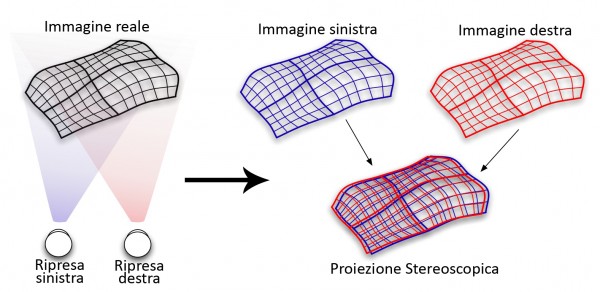 Immagine reale
Immagine sinistra
Immagine destra
Ripresa
sinistra
Ripresa
destra
Proiezione Stereoscopica